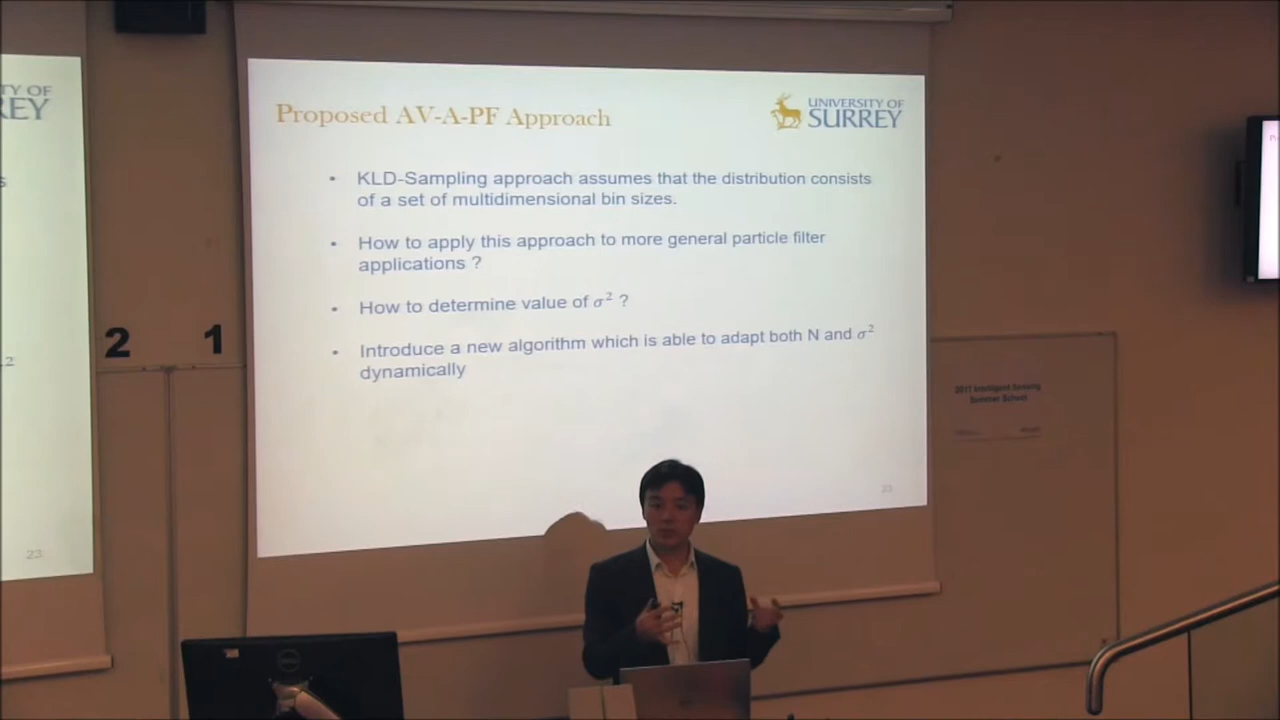 TY OF
REY
s
2
23
2
1
Proposed AV-A-PF Approach
UNIVERSITY OF
SURREY
• KLD-Sampling approach assumes that the distribution consists
of a set of multidimensional bin sizes.
• How to apply this approach to more general particle filter
applications ?
• How to determine value of σ² ?
• Introduce a new algorithm which is able to adapt both N and σ²
dynamically
23
2017 Intelligent Sensing
Summer School
DELL